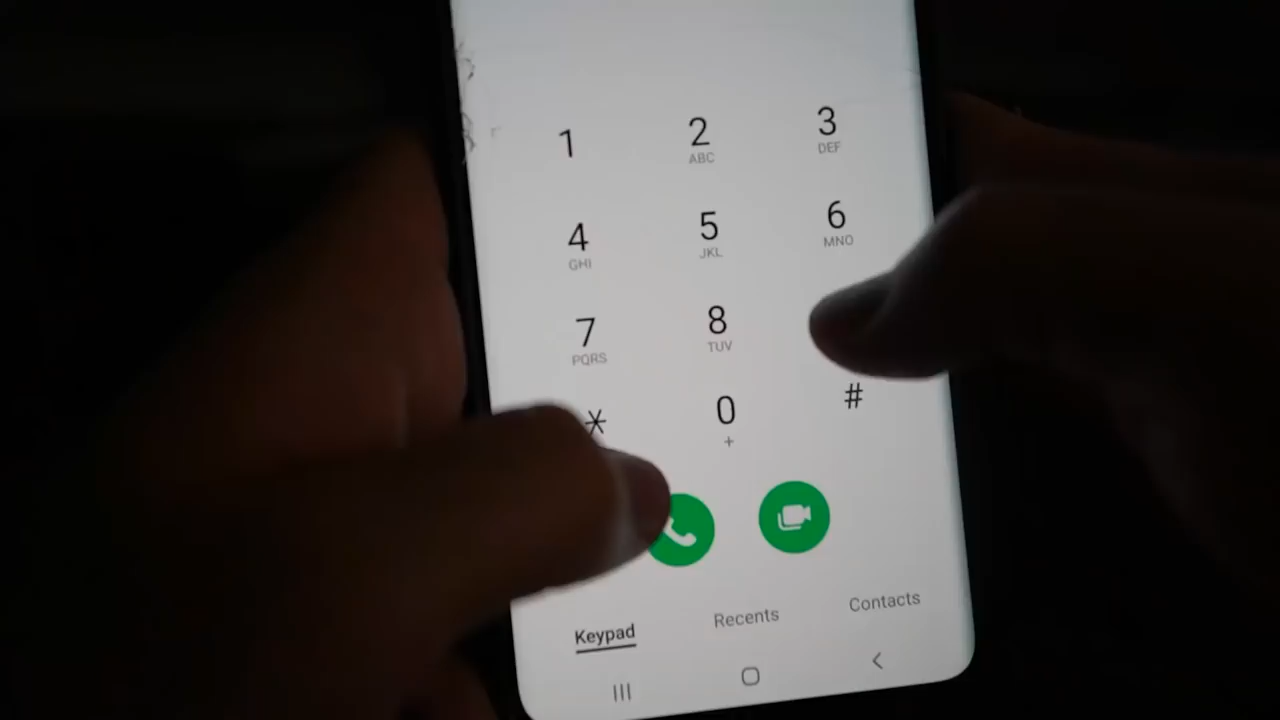 1 2 3
ABC DEF
4 5 6
GHI JKL MNO
7 8
PQRS TUV
* 0 #
+
Keypad Recents Contacts